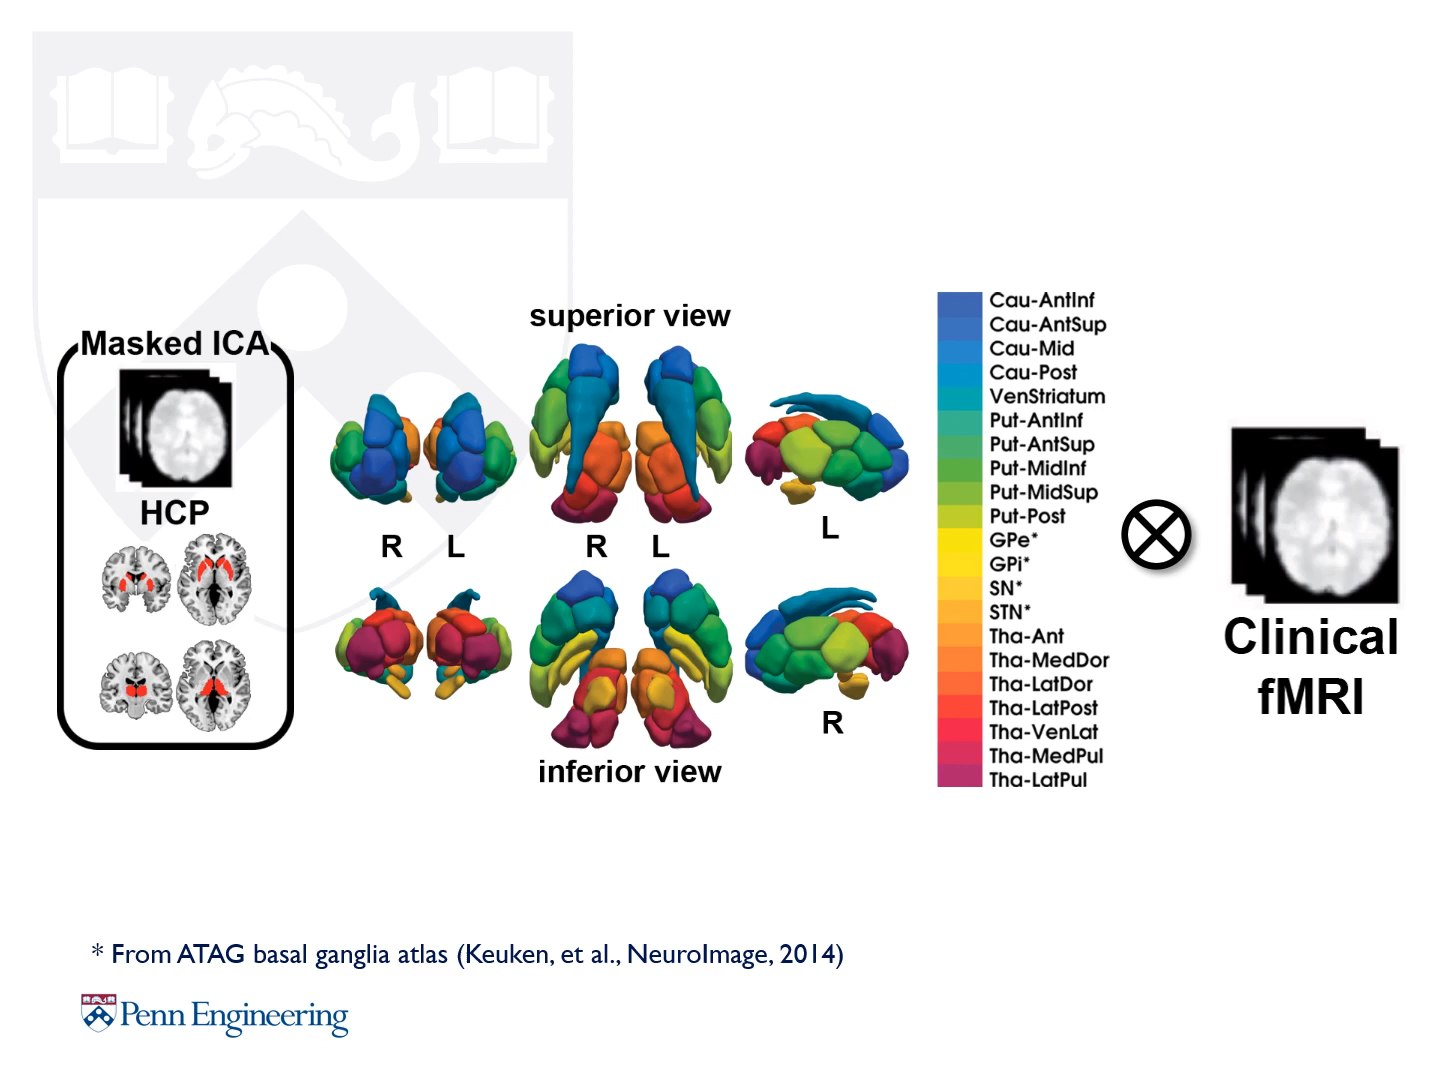 superior view
Masked ICA
HCP
R
L
R
L
L
R
inferior view
Cau-AntInf
Cau-AntSup
Cau-Mid
Cau-Post
VenStriatum
Put-AntInf
Put-AntSup
Put-MidInf
Put-MidSup
Put-Post
GPe*
GPi*
SN*
STN*
Tha-Ant
Tha-MedDor
Tha-LatDor
Tha-LatPost
Tha-VenLat
Tha-MedPul
Tha-LatPul
Clinical
fMRI
* From ATAG basal ganglia atlas (Keuken, et al., NeuroImage, 2014)
Penn Engineering